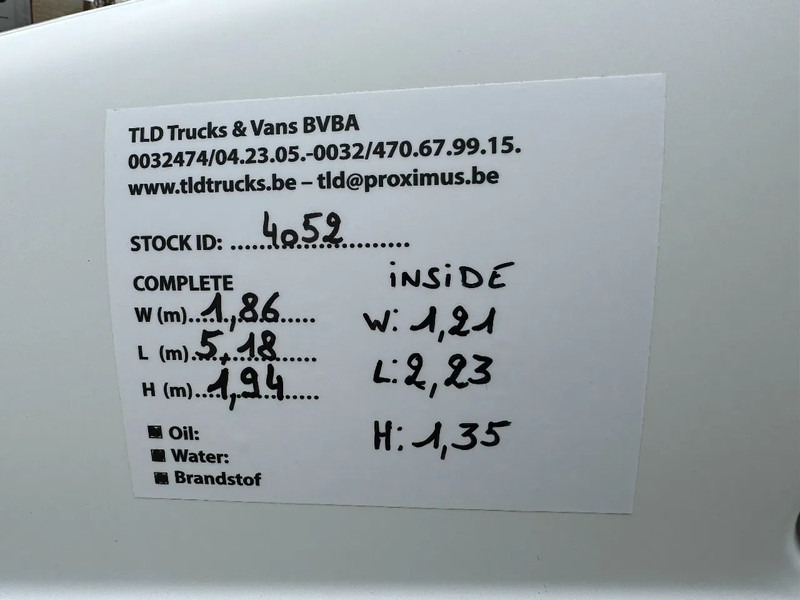 TLD Trucks & Vans BVBA
0032474/04.23.05.-0032/470.67.99.15.
www.tldtrucks.be – tld@proximus.be
STOCK ID: 4052
COMPLETE
W (m) 1,86
L (m) 5,18
H (m) 1,94
INSiDE
W: 1,21
L: 2,23
H: 1,35
Oil:
Water:
Brandstof